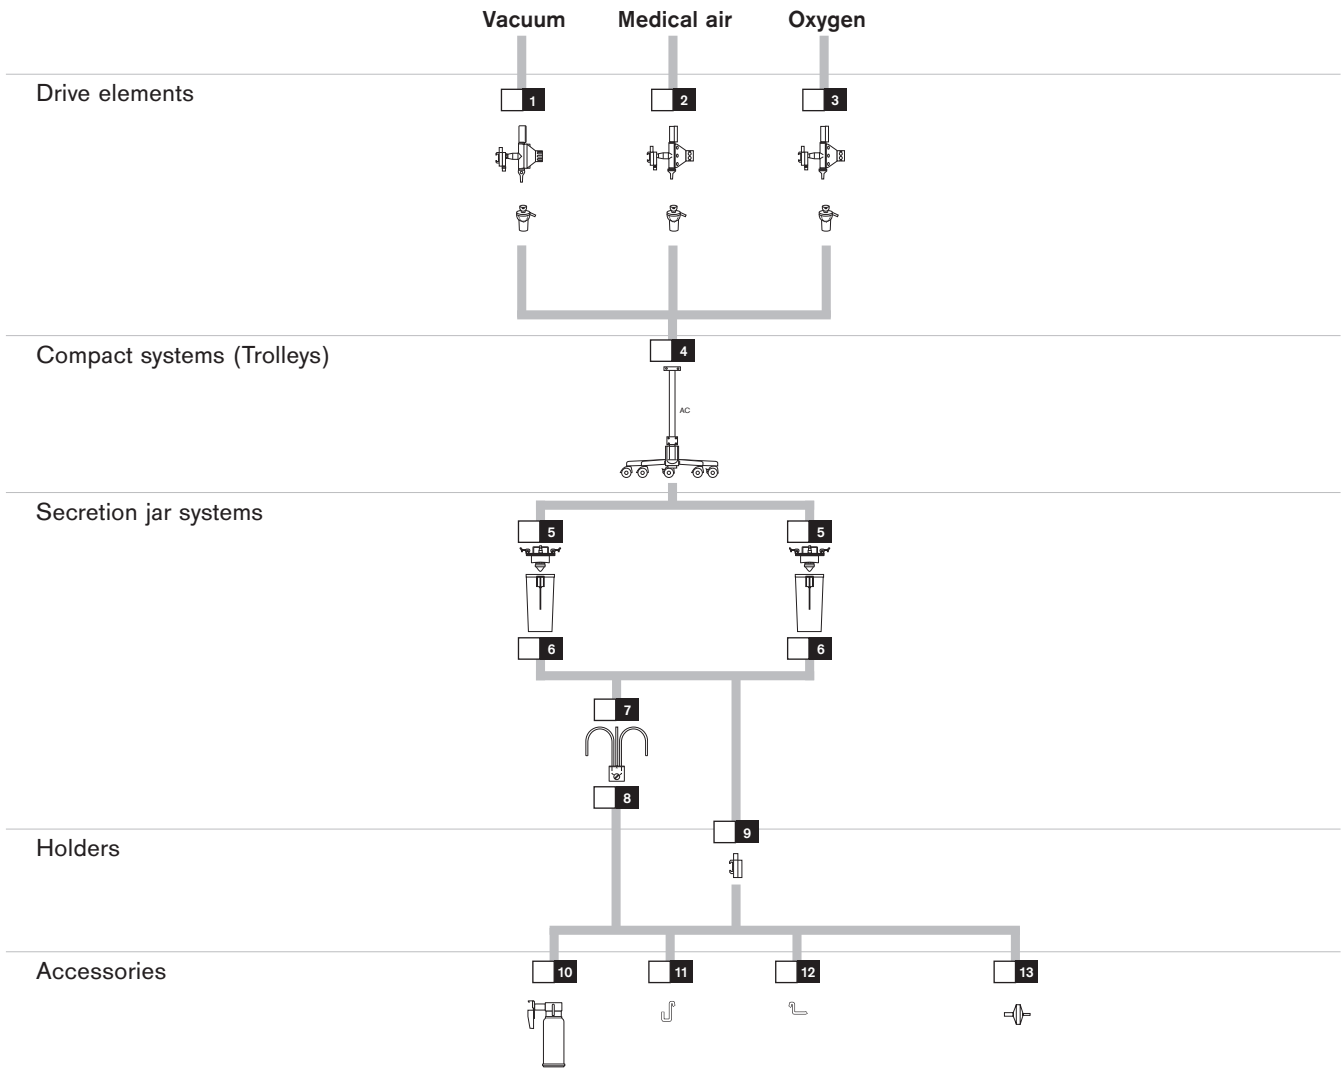 Vacuum Medical air Oxygen
Drive elements
1 2 3
Compact systems (Trolleys)
4
AC
Secretion jar systems
5 5
6 6
7
8
9
Holders
Accessories
10 11 12 13